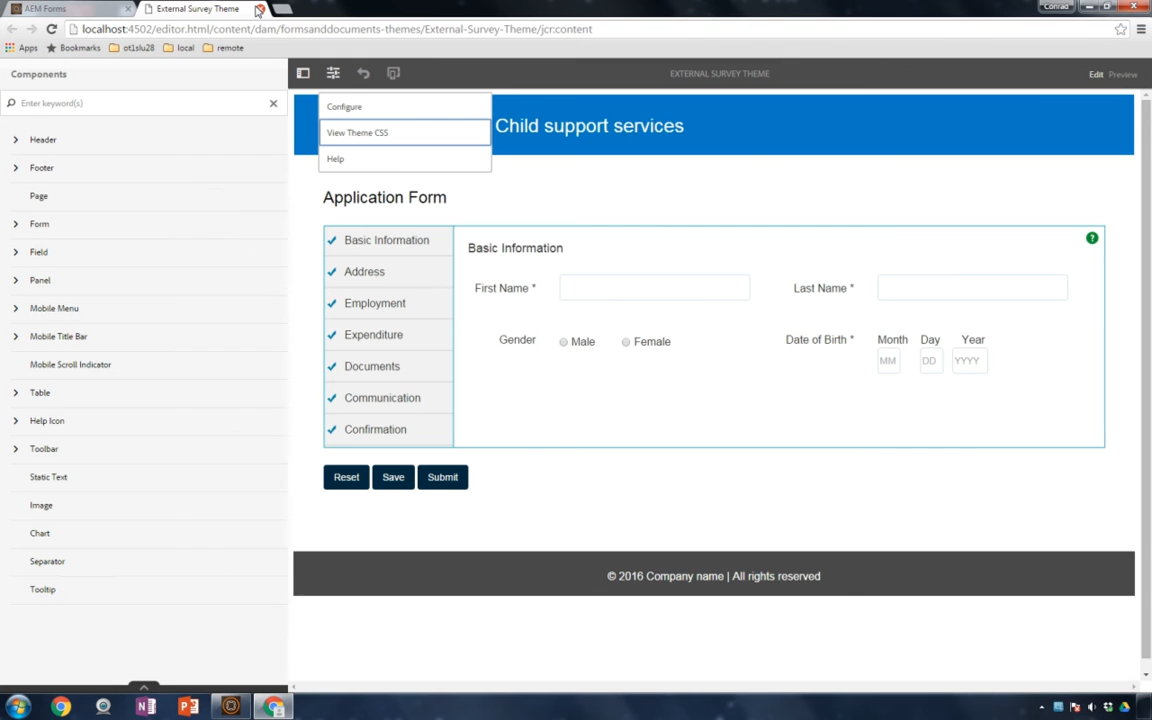 AEM Forms
External Survey Theme
Conrad
localhost:4502/editor.html/content/dam/formsanddocuments-themes/External-Survey-Theme/jcr:content
Apps
Bookmarks
ot1slu28
local
remote
Components
EXTERNAL SURVEY THEME
Edit
Preview
Enter keyword(s)
Header
Footer
Page
Form
Field
Panel
Mobile Menu
Mobile Title Bar
Mobile Scroll Indicator
Table
Help Icon
Toolbar
Static Text
Image
Chart
Separator
Tooltip
Configure
View Theme CSS
Help
Child support services
Application Form
Basic Information
Address
Employment
Expenditure
Documents
Communication
Confirmation
Basic Information
?
First Name *
Last Name *
Gender
Male
Female
Date of Birth *
Month
Day
Year
MM
DD
YYYY
Reset
Save
Submit
© 2016 Company name | All rights reserved